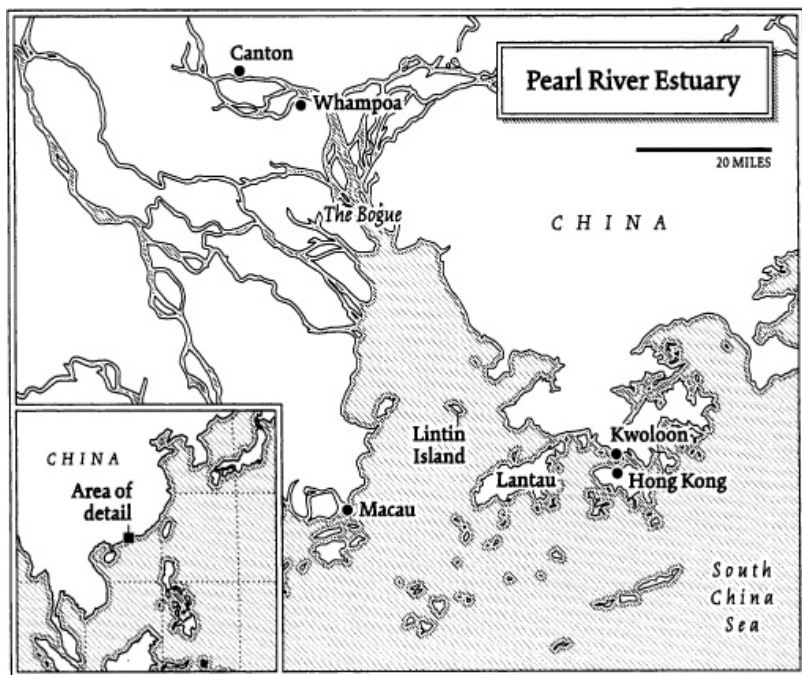 Pearl River Estuary
20 MILES
Canton
Whampoa
The Bogue
CHINA
Lintin
Island
Kwoloon
Lantau
Hong Kong
Macau
South
China
Sea
CHINA
Area of
detail